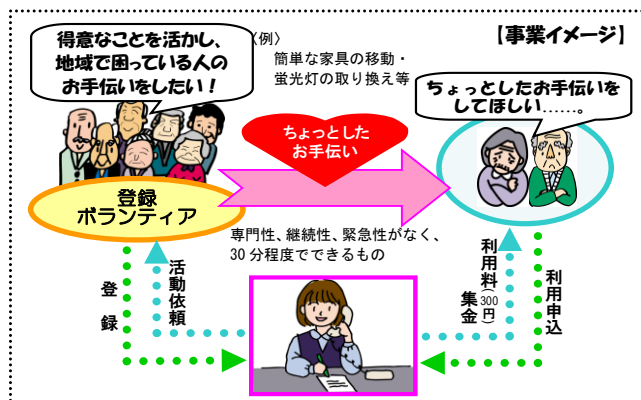 【事業イメージ】
得意なことを活かし、
地域で困っている人の
お手伝いをしたい！
〈例〉
簡単な家具の移動・
蛍光灯の取り換え等
ちょっとしたお手伝いを
してほしい……。
ちょっとした
お手伝い
登録
ボランティア
専門性、継続性、緊急性がなく、
30分程度でできるもの
登録
活動依頼
利用料（300円）
集金
利用申込